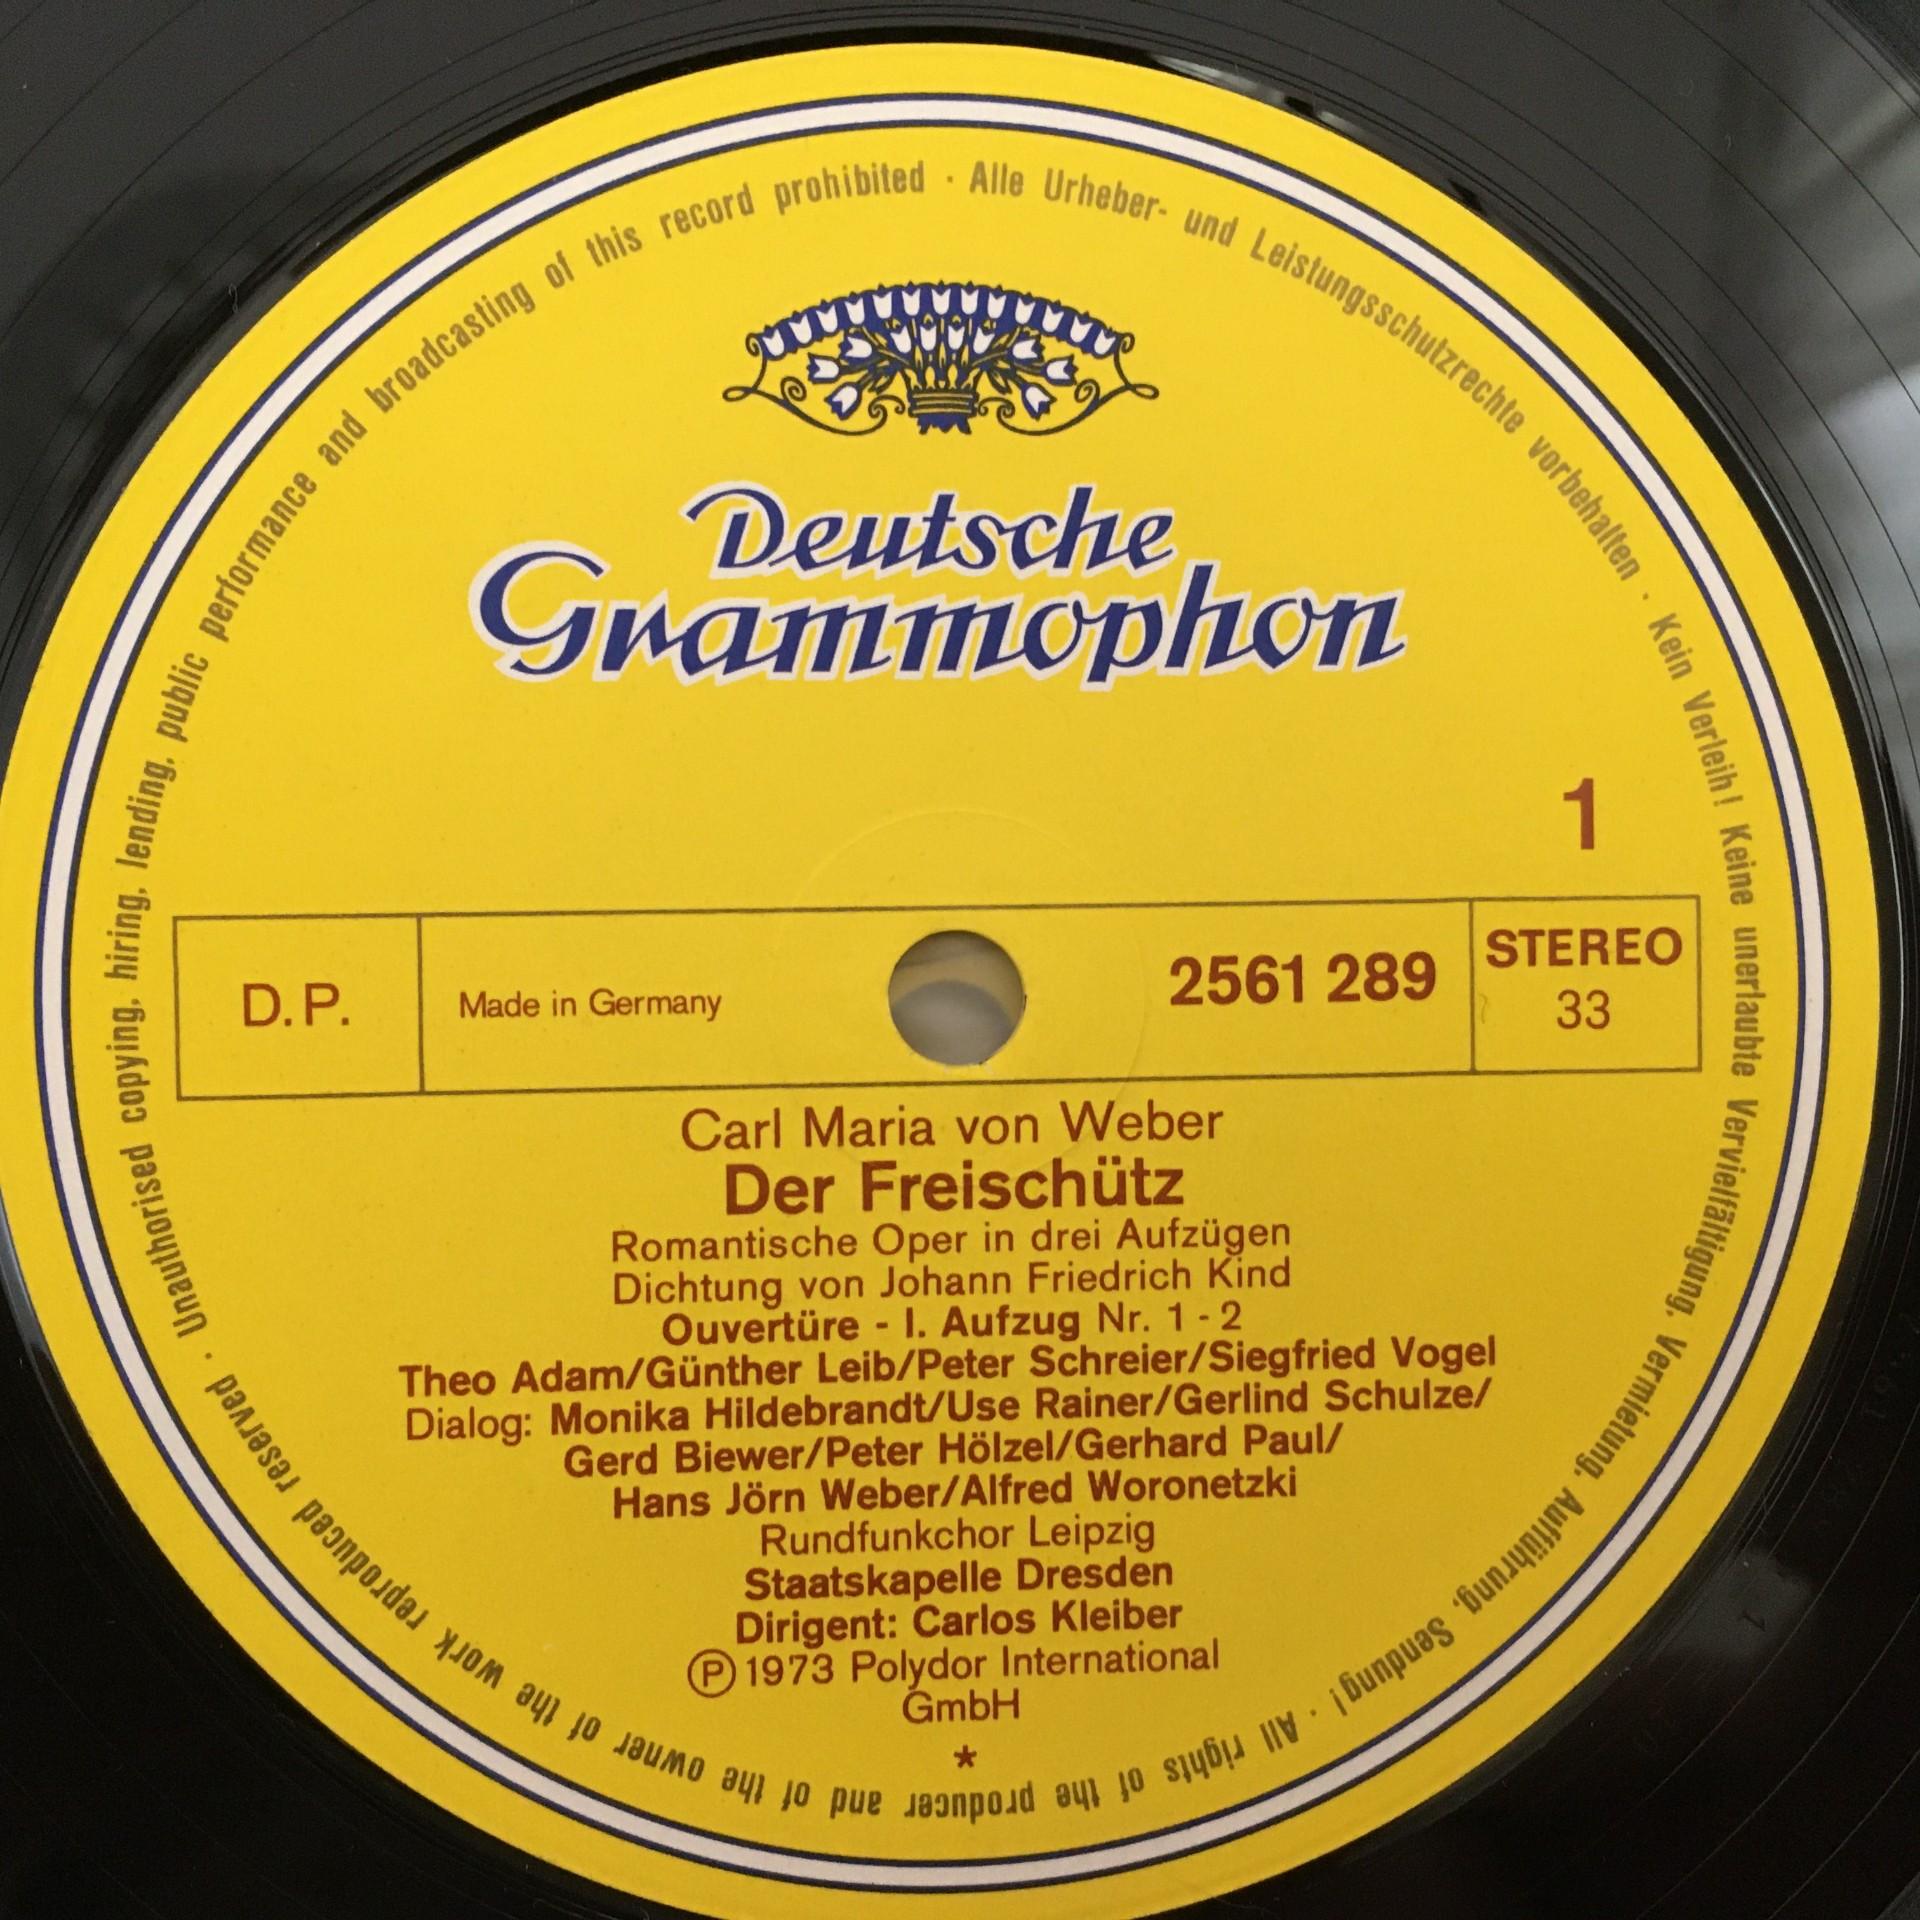 Deutsche
Grammophon
1
D.P.
Made in Germany
2561 289
STEREO
33
Carl Maria von Weber
Der Freischütz
Romantische Oper in drei Aufzügen
Dichtung von Johann Friedrich Kind
Ouvertüre - I. Aufzug Nr. 1 - 2
Theo Adam/Günther Leib/Peter Schreier/Siegfried Vogel
Dialog: Monika Hildebrandt/Use Rainer/Gerlind Schulze/
Gerd Biewer/Peter Hölzel/Gerhard Paul/
Hans Jörn Weber/Alfred Woronetzki
Rundfunkchor Leipzig
Staatskapelle Dresden
Dirigent: Carlos Kleiber
Ⓟ 1973 Polydor International
GmbH
*
Alle Urheber- und Leistungsschutzrechte vorbehalten · Kein Verleih! Keine unerlaubte Vervielfältigung, Vermietung, Aufführung, Sendung! · All rights of the producer and of the owner of the work reproduced reserved · Unauthorised copying, hiring, lending, public performance and broadcasting of this record prohibited ·